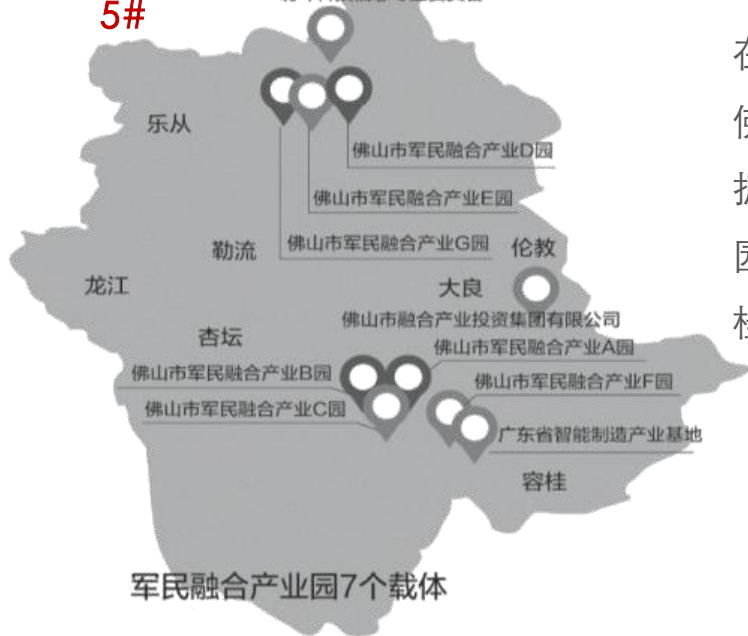 5#
在
乐从
佛山市军民融合产业D园
佛山市军民融合产业E园
佛山市军民融合产业G园
勒流
伦教
龙江
大良
佛山市融合产业投资集团有限公司
杏坛
佛山市军民融合产业A园
佛山市军民融合产业B园
佛山市军民融合产业F园
佛山市军民融合产业C园
广东省智能制造产业基地
容桂
军民融合产业园7个载体